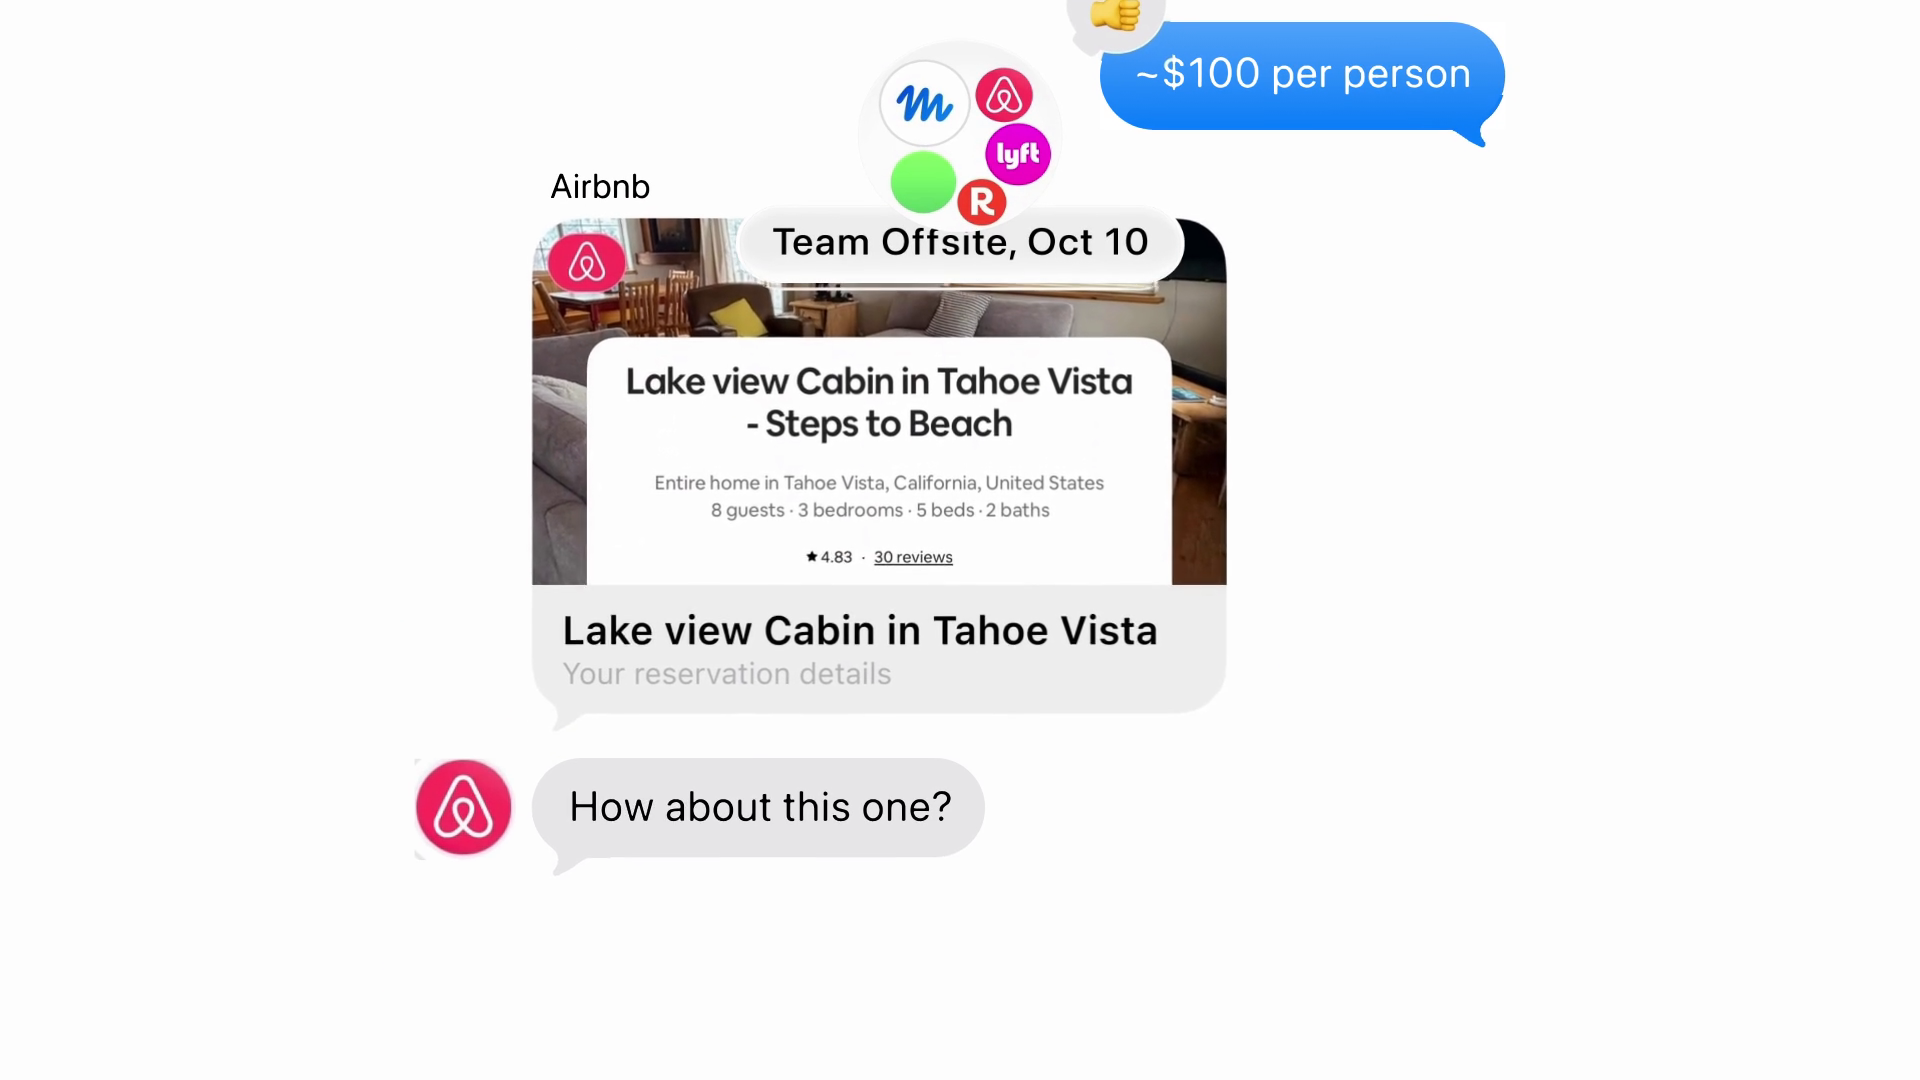 ~$100 per person
m
lyft
R
Airbnb
Team Offsite, Oct 10
Lake view Cabin in Tahoe Vista
- Steps to Beach
Entire home in Tahoe Vista, California, United States
8 guests · 3 bedrooms · 5 beds · 2 baths
★ 4.83 · 30 reviews
Lake view Cabin in Tahoe Vista
Your reservation details
How about this one?